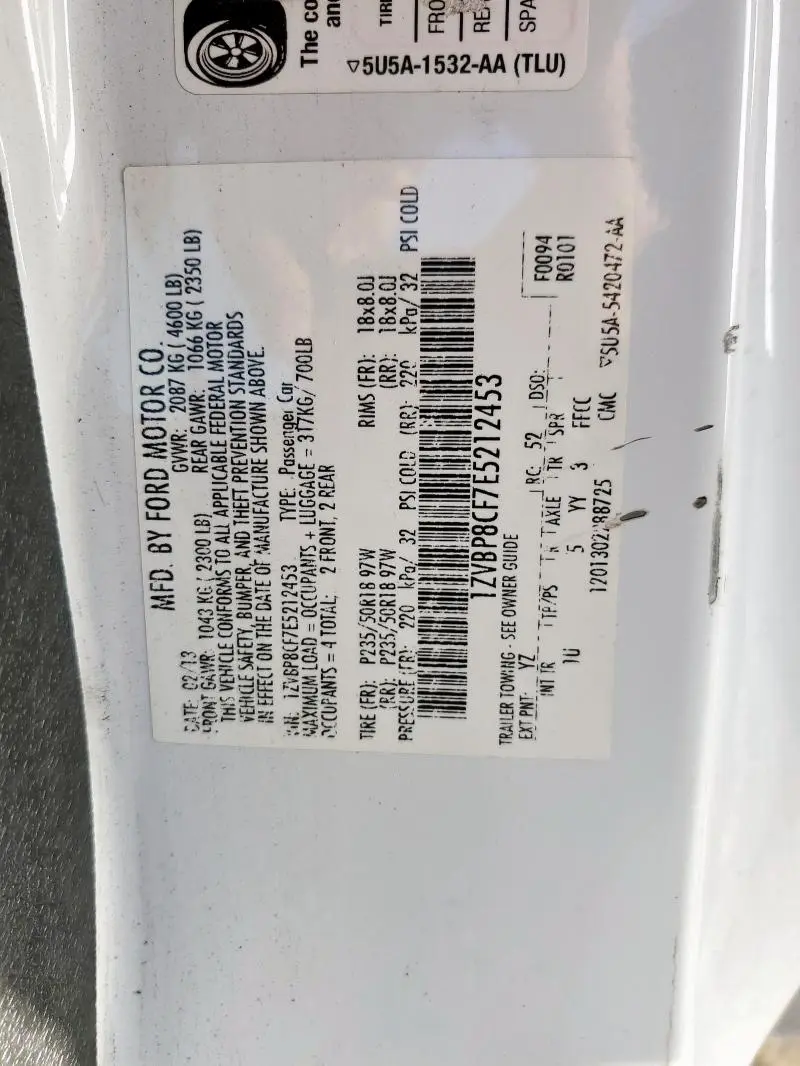 The co
and
TIRE
FRO
REA
SPA
▽5U5A-1532-AA (TLU)
MFD. BY FORD MOTOR CO.
DATE: 02/13 GVWR: 2087 KG ( 4600 LB)
FRONT GAWR: 1043 KG ( 2300 LB) REAR GAWR: 1066 KG ( 2350 LB)
THIS VEHICLE CONFORMS TO ALL APPLICABLE FEDERAL MOTOR
VEHICLE SAFETY, BUMPER, AND THEFT PREVENTION STANDARDS
IN EFFECT ON THE DATE OF MANUFACTURE SHOWN ABOVE.
VIN: 1ZVBP8CF7E5212453 TYPE: Passenger Car
MAXIMUM LOAD = OCCUPANTS + LUGGAGE = 317KG/ 700LB
OCCUPANTS = 4 TOTAL: 2 FRONT, 2 REAR
TIRE (FR): P235/50R18 97W RIMS (FR): 18x8.0J
(RR): P235/50R18 97W (RR): 18x8.0J
PRESSURE (FR): 220 kPa/ 32 PSI COLD (RR): 220 kPa/ 32 PSI COLD
1ZVBP8CF7E5212453
TRAILER TOWING - SEE OWNER GUIDE
EXT PNT: YZ RC: 52 DSO: F0094
INT TR TP/PS R AXLE TR SPR R0101
IU 5 YY 3 FFCC
CMC
▽5U5A-5420472-AA